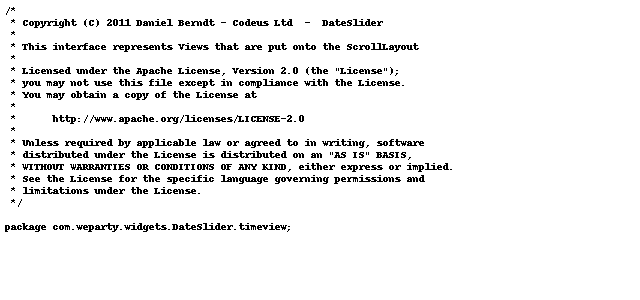 /*
 * Copyright (C) 2011 Daniel Berndt - Codeus Ltd  -  DateSlider
 *
 * This interface represents Views that are put onto the ScrollLayout
 *
 * Licensed under the Apache License, Version 2.0 (the "License");
 * you may not use this file except in compliance with the License.
 * You may obtain a copy of the License at
 *
 *      http://www.apache.org/licenses/LICENSE-2.0
 *
 * Unless required by applicable law or agreed to in writing, software
 * distributed under the License is distributed on an "AS IS" BASIS,
 * WITHOUT WARRANTIES OR CONDITIONS OF ANY KIND, either express or implied.
 * See the License for the specific language governing permissions and
 * limitations under the License.
 */
package com.weparty.widgets.DateSlider.timeview;